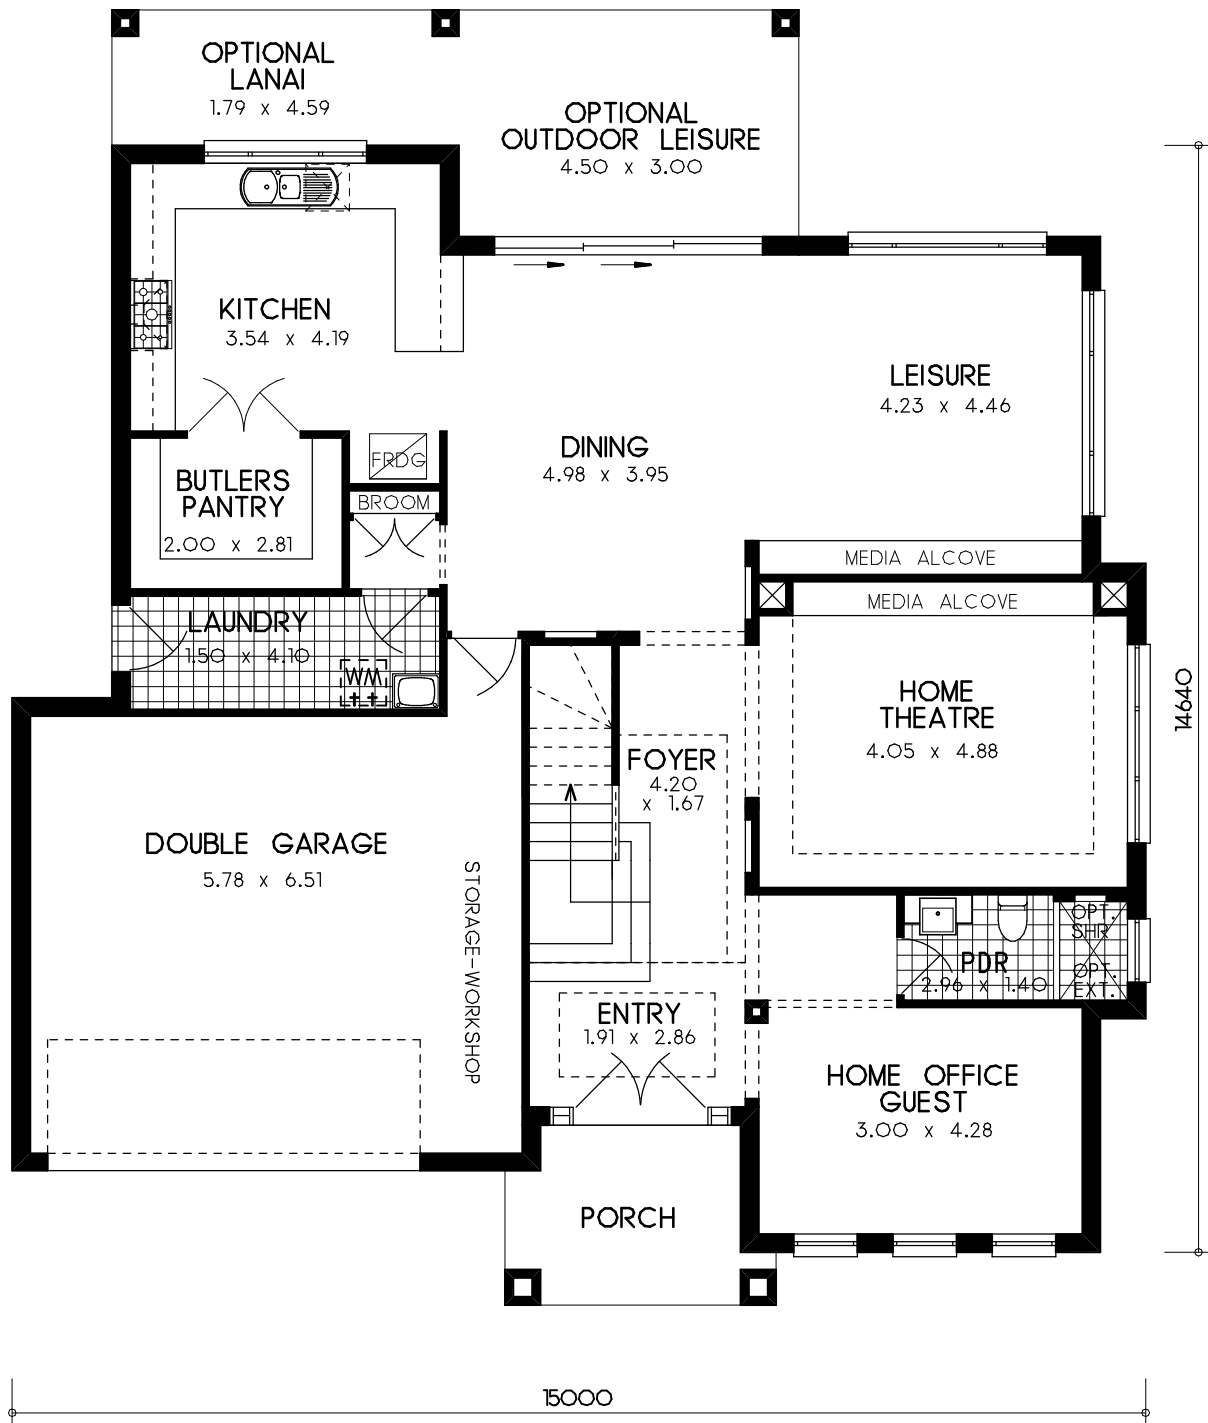 OPTIONAL
LANAI
1.79 x 4.59
OPTIONAL
OUTDOOR LEISURE
4.50 x 3.00
KITCHEN
3.54 x 4.19
LEISURE
4.23 x 4.46
DINING
4.98 x 3.95
FRDG
BUTLERS
PANTRY
2.00 x 2.81
BROOM
MEDIA ALCOVE
MEDIA ALCOVE
LAUNDRY
1.50 x 4.10
WM
HOME
THEATRE
4.05 x 4.88
14640
FOYER
4.20
x 1.67
DOUBLE GARAGE
5.78 x 6.51
STORAGE-WORKSHOP
OPT.
SHR
PDR
2.96 x 1.40
OPT.
EXT.
ENTRY
1.91 x 2.86
HOME OFFICE
GUEST
3.00 x 4.28
PORCH
15000